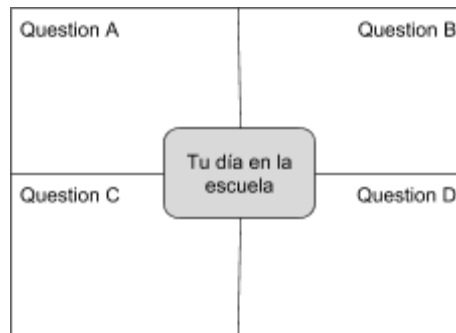 Question A
Question B
Tu día en la
escuela
Question C
Question D